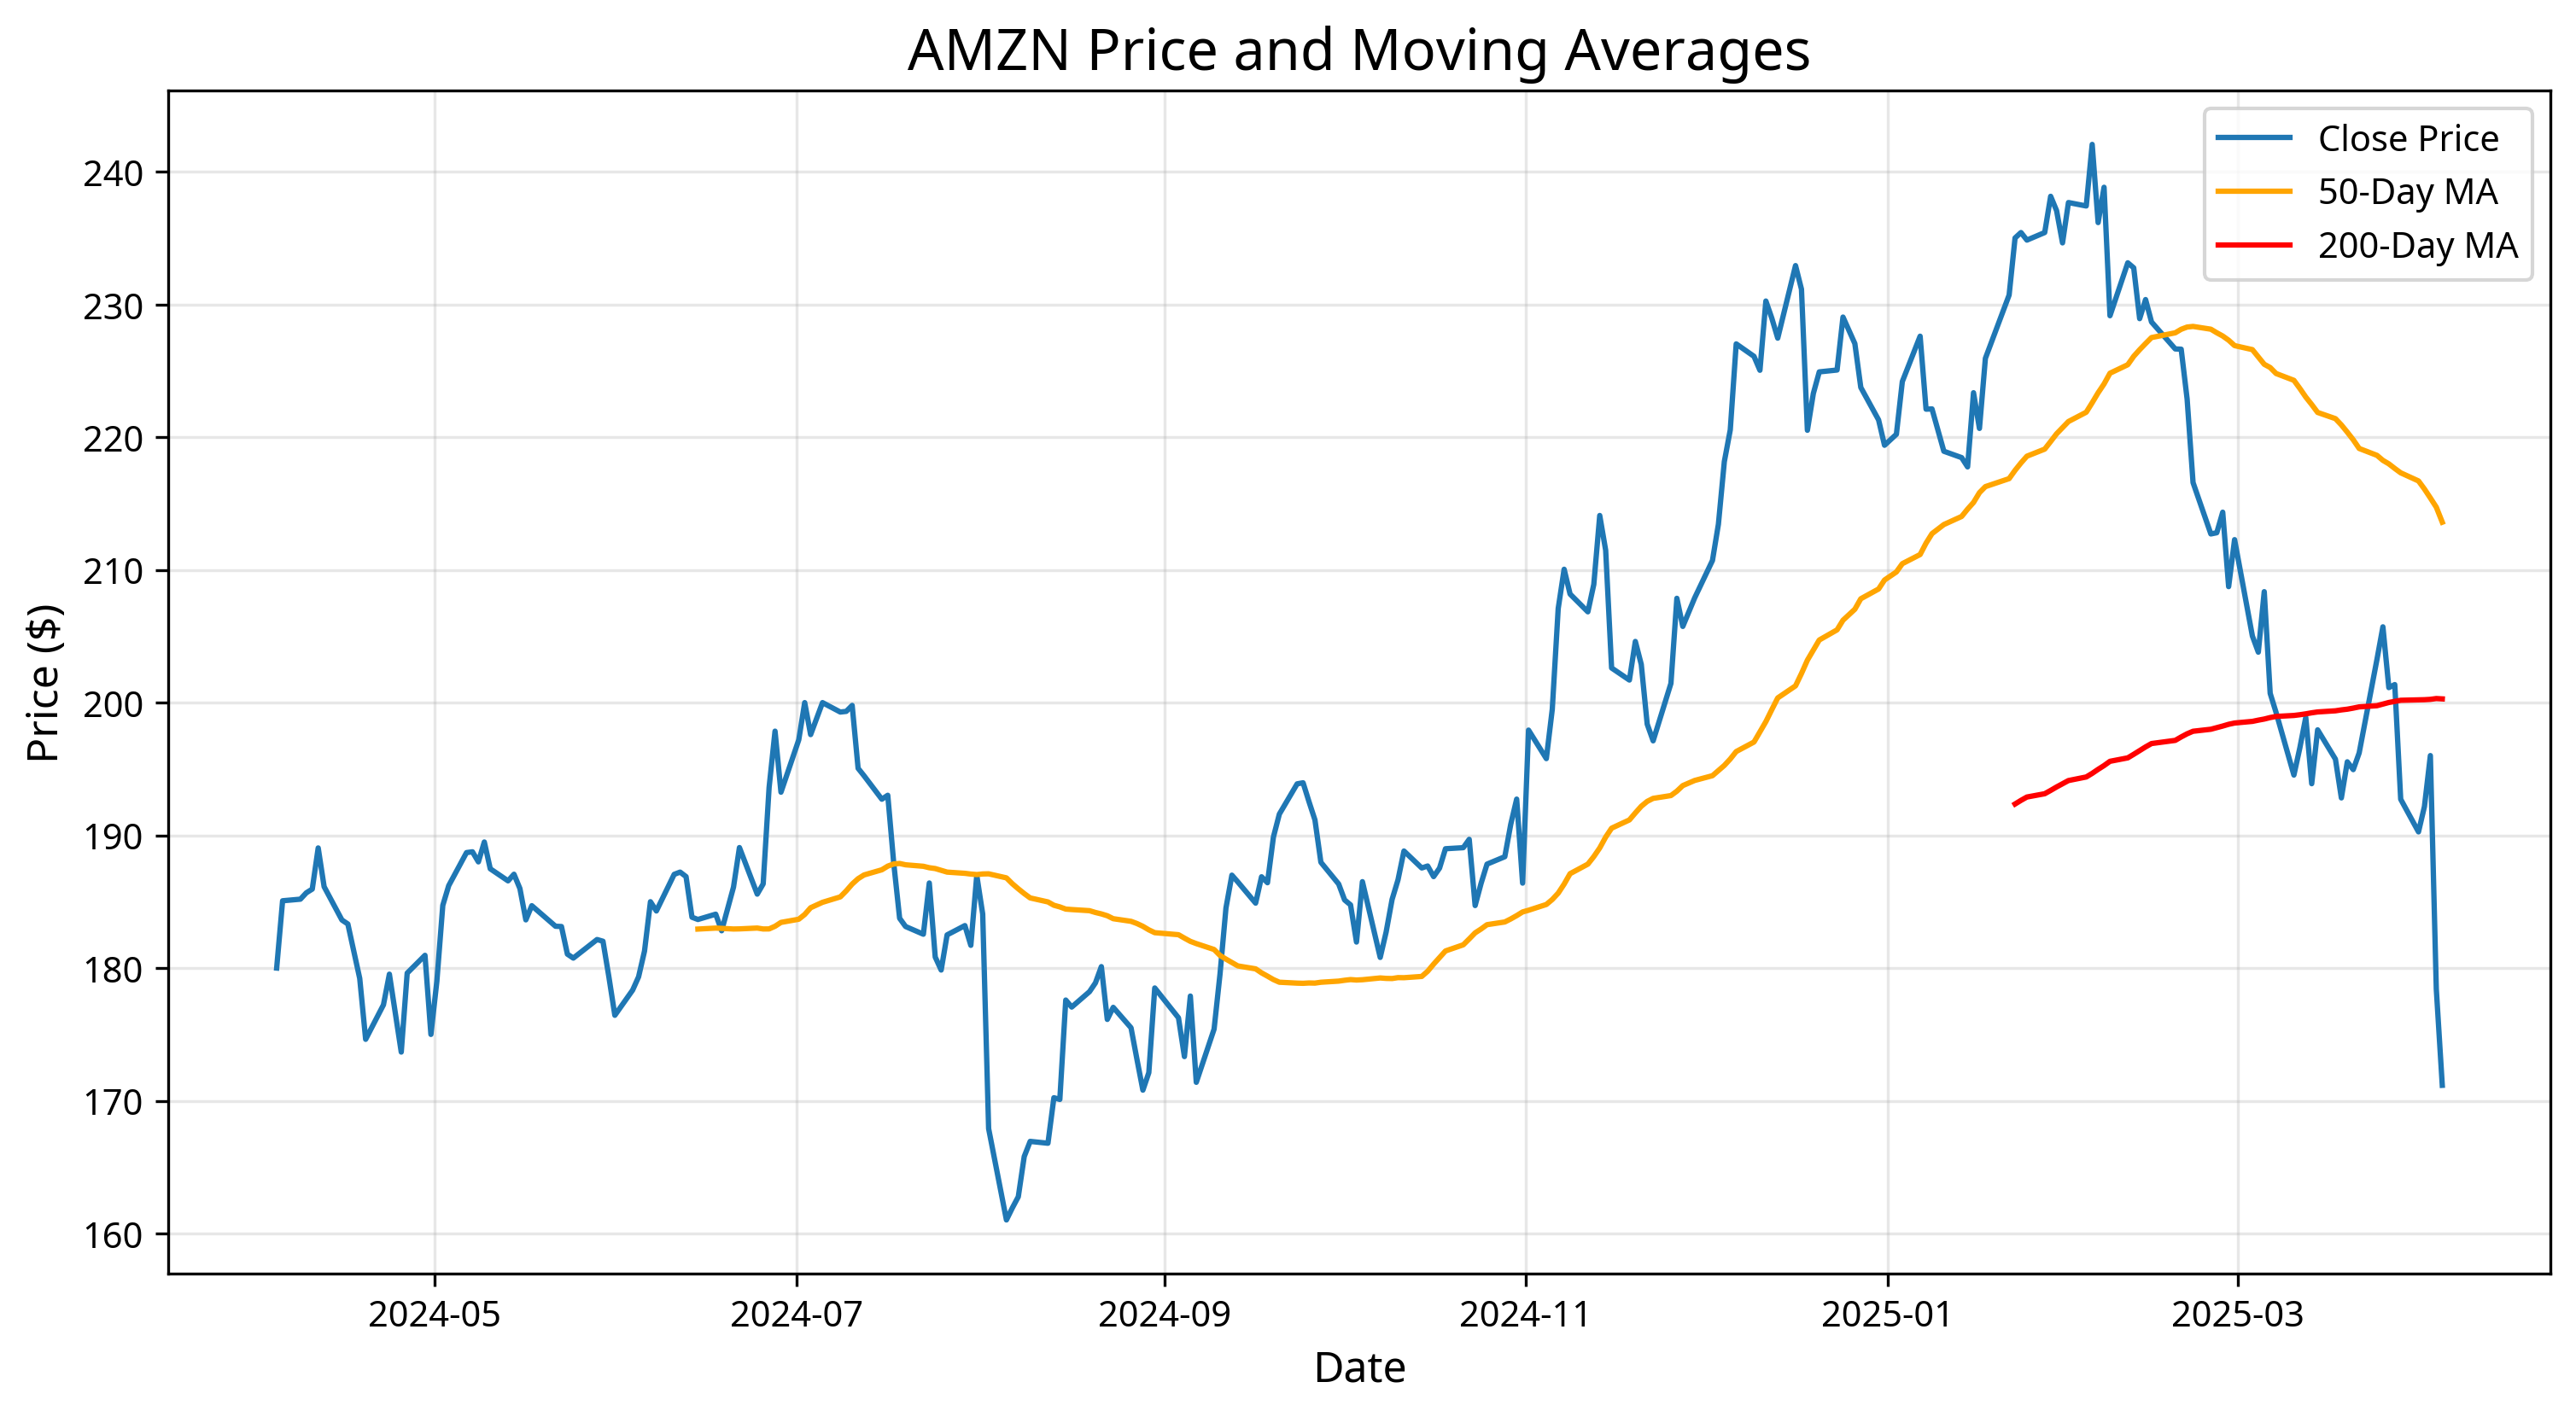 AMZN Price and Moving Averages
Close Price
50-Day MA
200-Day MA
240
230
220
210
200
190
180
170
160
Price ($)
2024-05
2024-07
2024-09
2024-11
2025-01
2025-03
Date